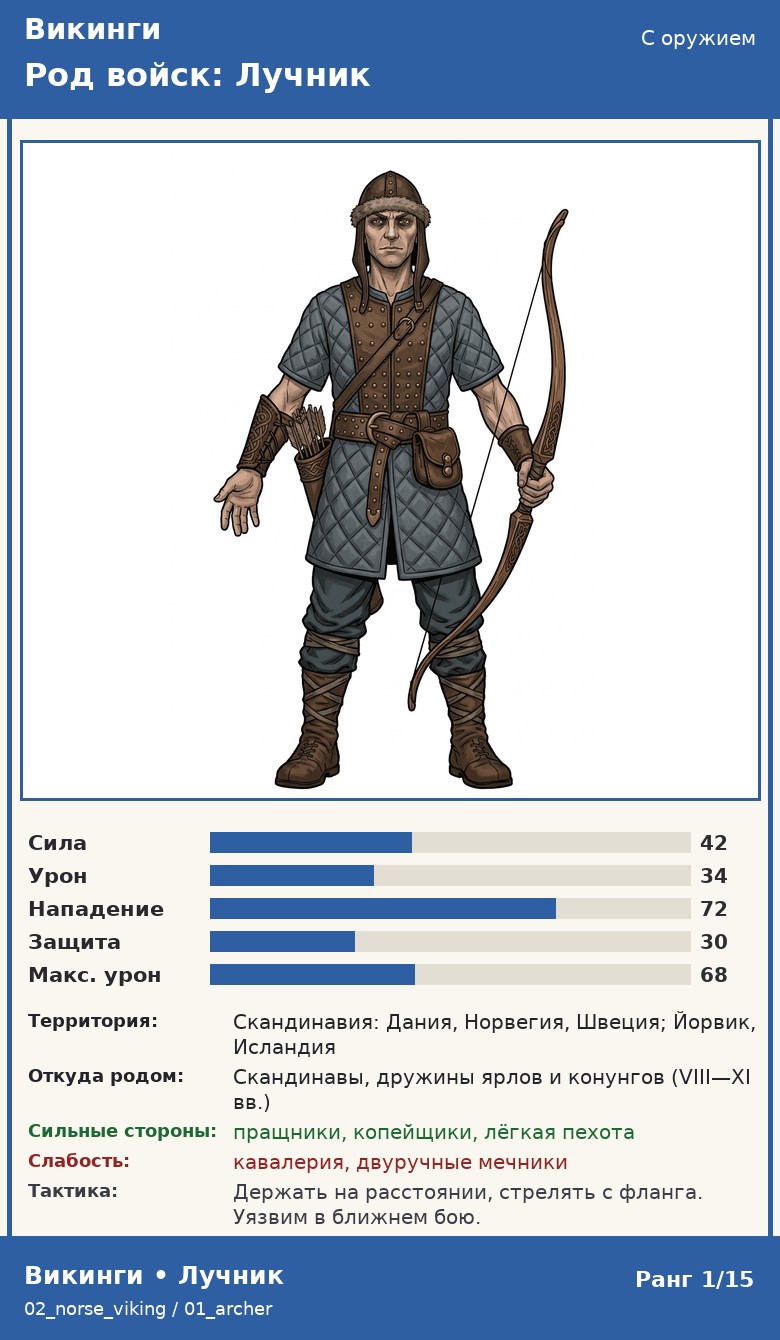 Викинги
С оружием
Род войск: Лучник
Сила 42
Урон 34
Нападение 72
Защита 30
Макс. урон 68
Территория: Скандинавия: Дания, Норвегия, Швеция; Йорвик,
Исландия
Откуда родом: Скандинавы, дружины ярлов и конунгов (VIII—XI
вв.)
Сильные стороны: пращники, копейщики, лёгкая пехота
Слабость: кавалерия, двуручные мечники
Тактика: Держать на расстоянии, стрелять с фланга.
Уязвим в ближнем бою.
Викинги • Лучник
Ранг 1/15
02_norse_viking / 01_archer